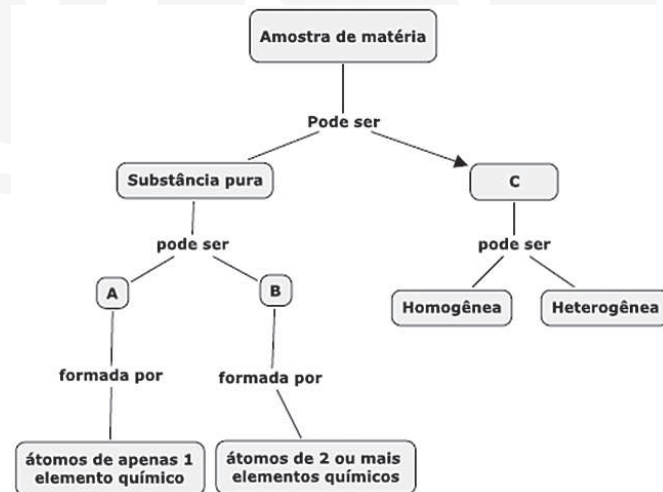 Amostra de matéria
Pode ser
Substância pura
C
pode ser
pode ser
A
B
Homogênea
Heterogênea
formada por
formada por
átomos de apenas 1
elemento químico
átomos de 2 ou mais
elementos químicos